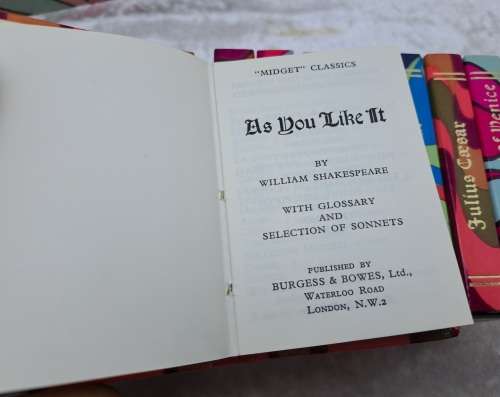 "MIDGET" CLASSICS
As You Like It
BY
WILLIAM SHAKESPEARE
WITH GLOSSARY
AND
SELECTION OF SONNETS
PUBLISHED BY
BURGESS & BOWES, Ltd.,
WATERLOO ROAD
LONDON, N.W.2
Julius Cæsar
of Venice